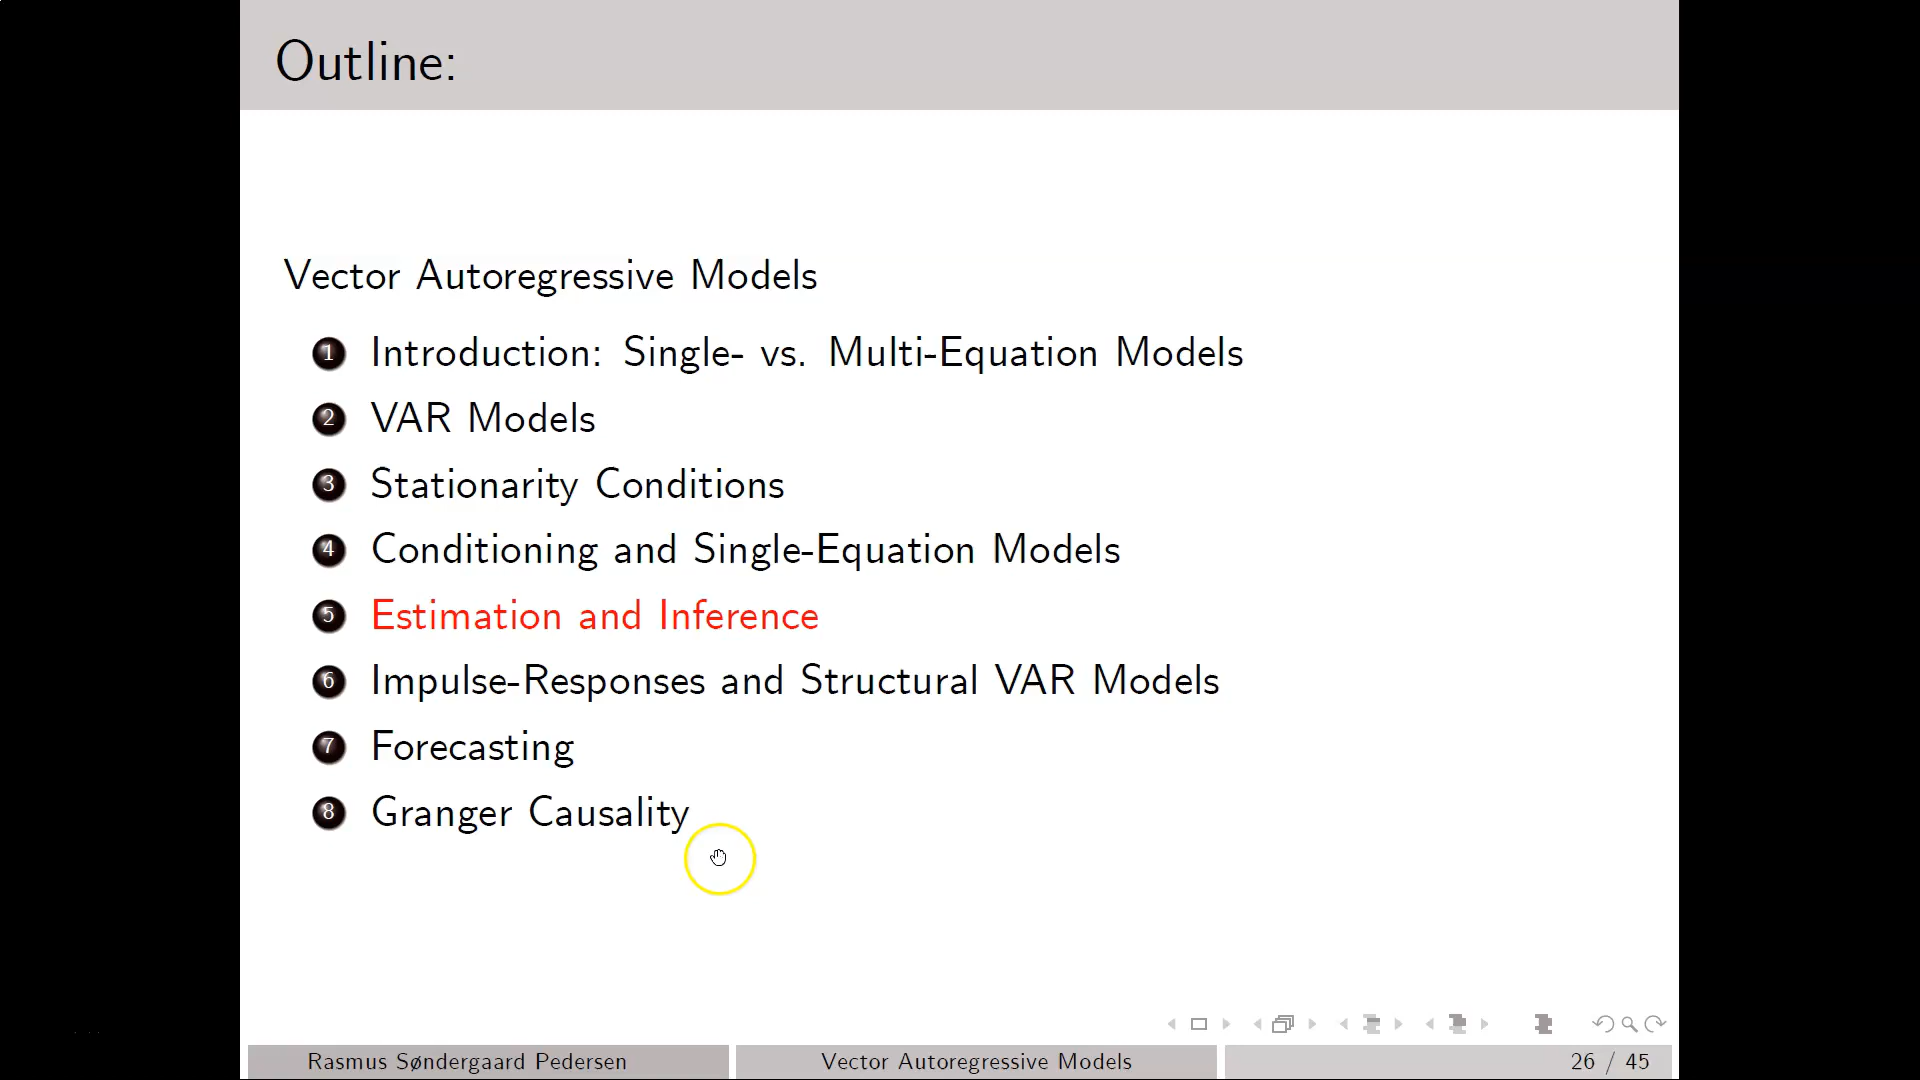 Outline:
Vector Autoregressive Models
1 Introduction: Single- vs. Multi-Equation Models
2 VAR Models
3 Stationarity Conditions
4 Conditioning and Single-Equation Models
5 Estimation and Inference
6 Impulse-Responses and Structural VAR Models
7 Forecasting
8 Granger Causality
Rasmus Søndergaard Pedersen
Vector Autoregressive Models
26 / 45